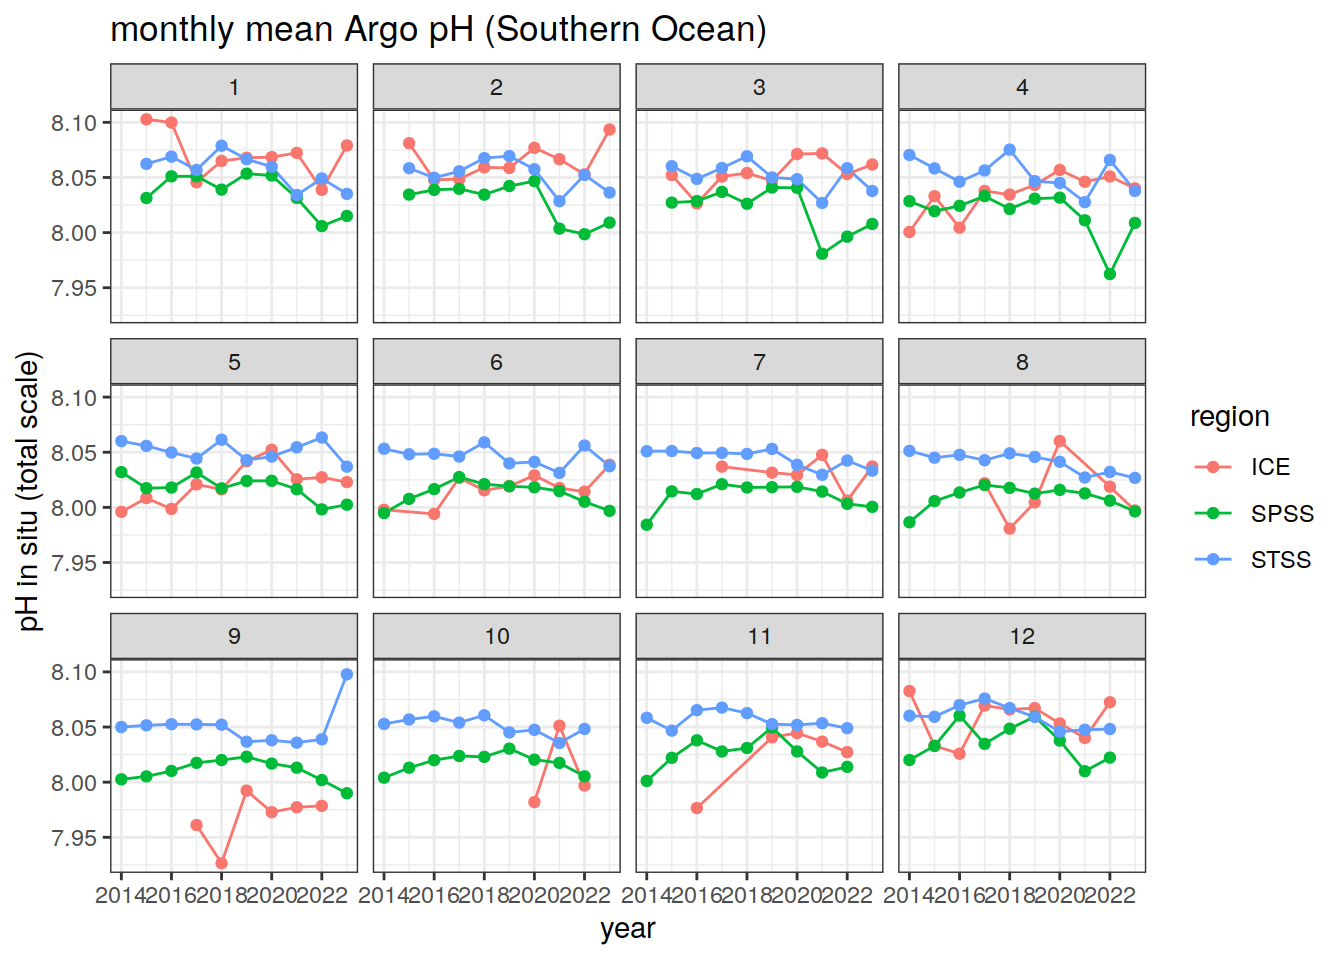 monthly mean Argo pH (Southern Ocean)
1 2 3 4
8.10
8.05
8.00
7.95
5 6 7 8
8.10
8.05
8.00
7.95
9 10 11 12
8.10
8.05
8.00
7.95
2014 2016 2018 2020 2022 2014 2016 2018 2020 2022 2014 2016 2018 2020 2022 2014 2016 2018 2020 2022
year
pH in situ (total scale)
region
ICE
SPSS
STSS